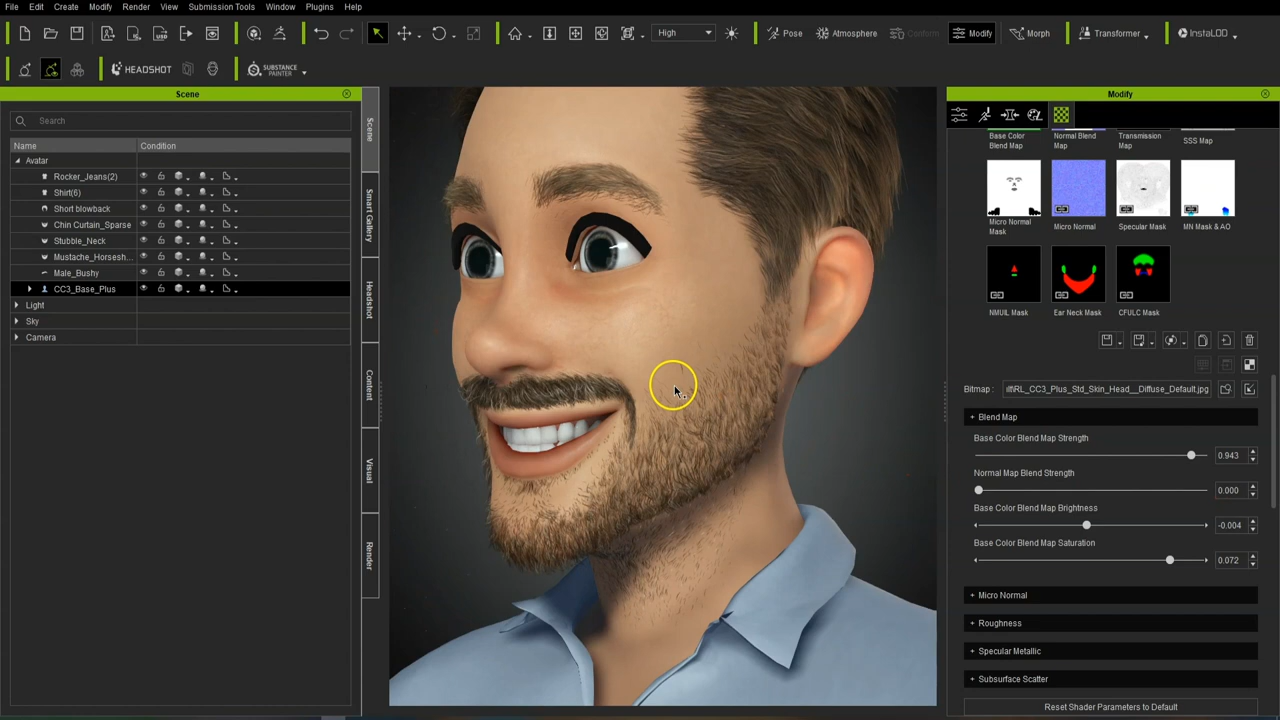 File Edit Create Modify Render View Submission Tools Window Plugins Help
High Pose Atmosphere Conform Modify Morph Transformer InstaLOD
HEADSHOT SUBSTANCE PAINTER
Scene
Search
Name Condition
Avatar
Rocker_Jeans(2)
Shirt(6)
Short blowback
Chin Curtain_Sparse
Stubble_Neck
Mustache_Horsesh...
Male_Bushy
CC3_Base_Plus
Light
Sky
Camera
Scene
Smart Gallery
Headshot
Content
Visual
Render
Modify
Base Color Blend Map
Normal Blend Map
Transmission Map
SSS Map
Micro Normal Mask
Micro Normal
Specular Mask
MN Mask & AO
NMUIL Mask
Ear Neck Mask
CFULC Mask
Bitmap : ilt\RL_CC3_Plus_Std_Skin_Head__Diffuse_Default.jpg
+ Blend Map
Base Color Blend Map Strength
0.943
Normal Map Blend Strength
0.000
Base Color Blend Map Brightness
-0.004
Base Color Blend Map Saturation
0.072
+ Micro Normal
+ Roughness
+ Specular Metallic
+ Subsurface Scatter
Reset Shader Parameters to Default